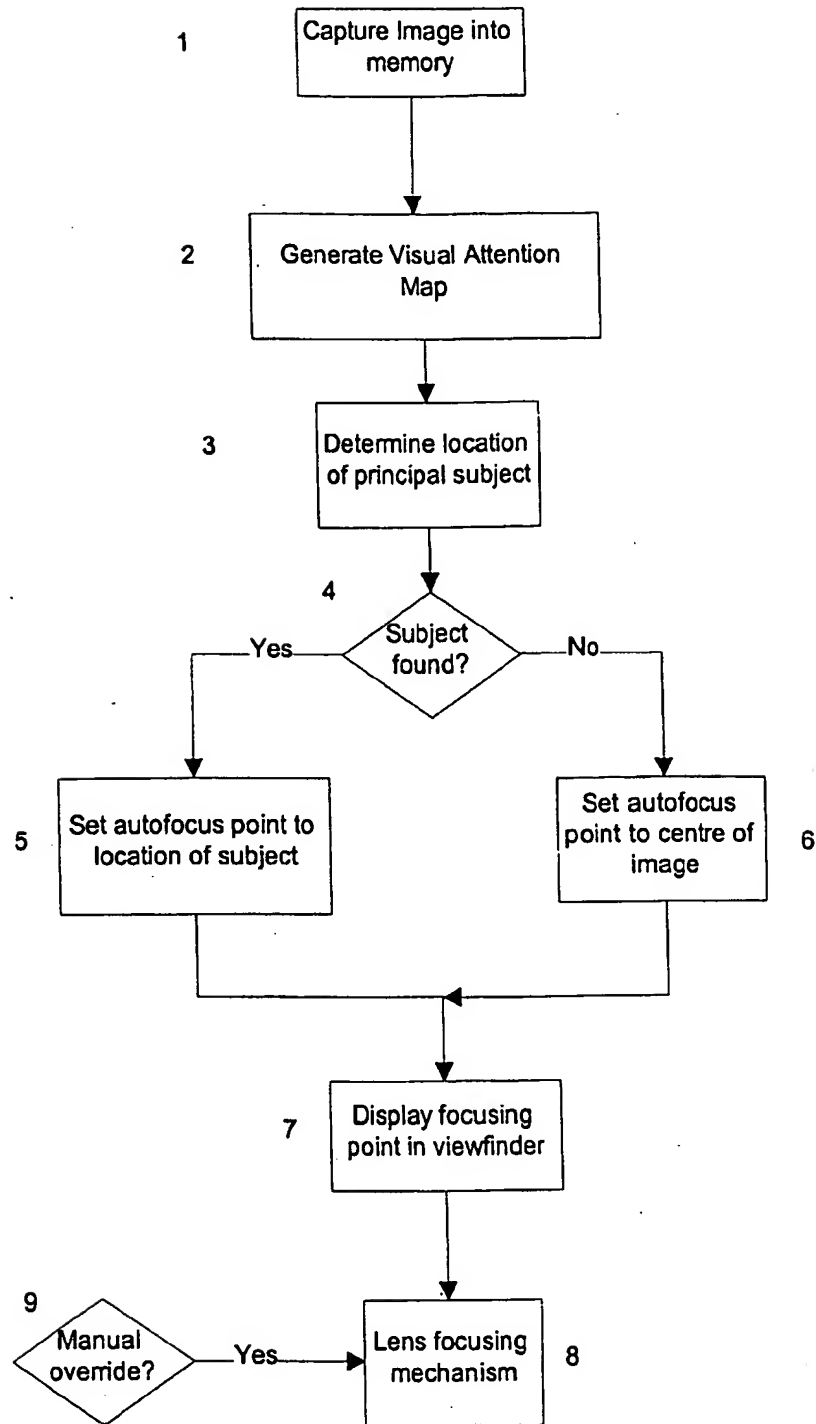 1
Capture Image into
memory
2
Generate Visual Attention
Map
3
Determine location
of principal subject
4
Subject
found?
Yes
No
5
Set autofocus point to
location of subject
Set autofocus
point to centre of
image
6
7
Display focusing
point in viewfinder
9
Manual
override?
Yes
Lens focusing
mechanism
8